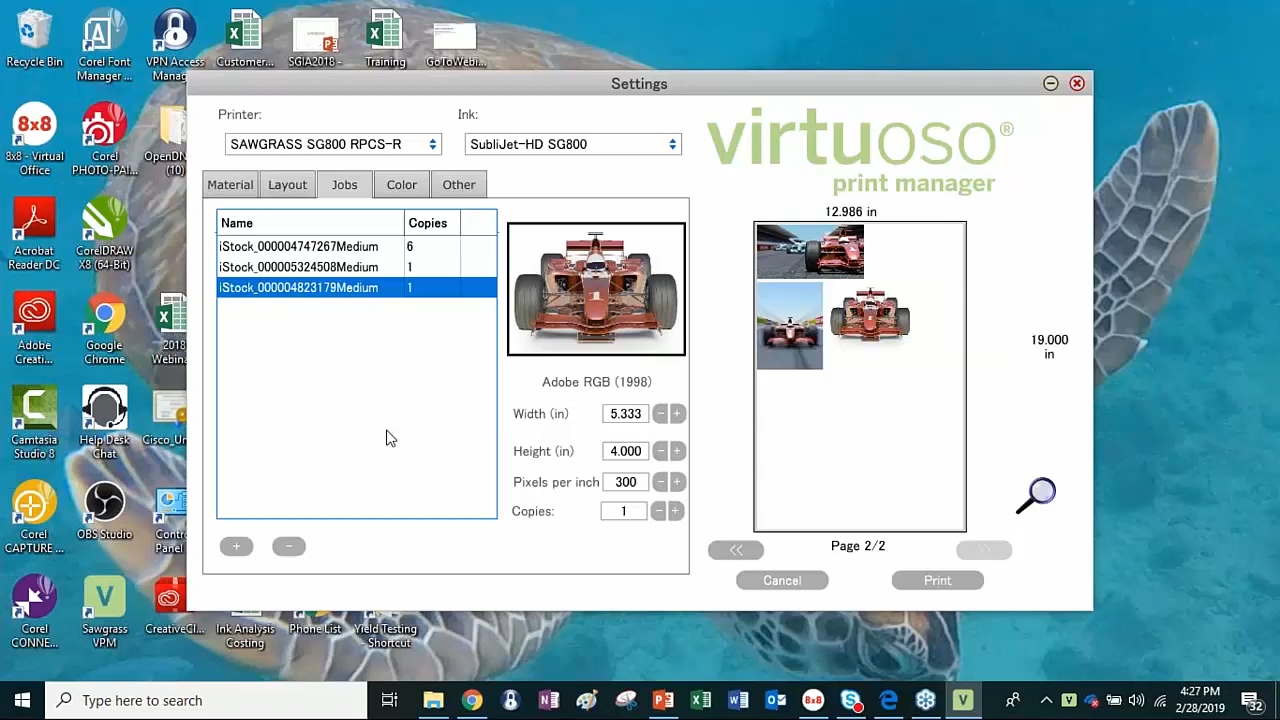 Recycle Bin
Corel Font
Manager ...
VPN Access
Manag...
Customer...
SGIA2018 -
Training
GoToWebi...
Settings
Printer:
Ink:
SAWGRASS SG800 RPCS-R
SubliJet-HD SG800
virtuoso®
print manager
Material
Layout
Jobs
Color
Other
Name
Copies
iStock_000004747267Medium
6
iStock_000005324508Medium
1
iStock_000004823179Medium
1
Adobe RGB (1998)
Width (in)
5.333
Height (in)
4.000
Pixels per inch
300
Copies:
1
12.986 in
19.000
in
Page 2/2
Cancel
Print
8x8
8x8 - Virtual
Office
Corel
PHOTO-PAI...
OpenDN
(10)
Acrobat
Reader DC
CorelDRAW
X8 (64-Bit)
Adobe
Creati...
Google
Chrome
2018
Webina
Camtasia
Studio 8
Help Desk
Chat
Cisco_Un
Corel
CAPTURE ...
OBS Studio
Contr
Panel
Corel
CONNE...
Sawgrass
VPM
CreativeCl...
Ink Analysis
Costing
Phone List
Yield Testing
- Shortcut
Type here to search
4:27 PM
2/28/2019
32